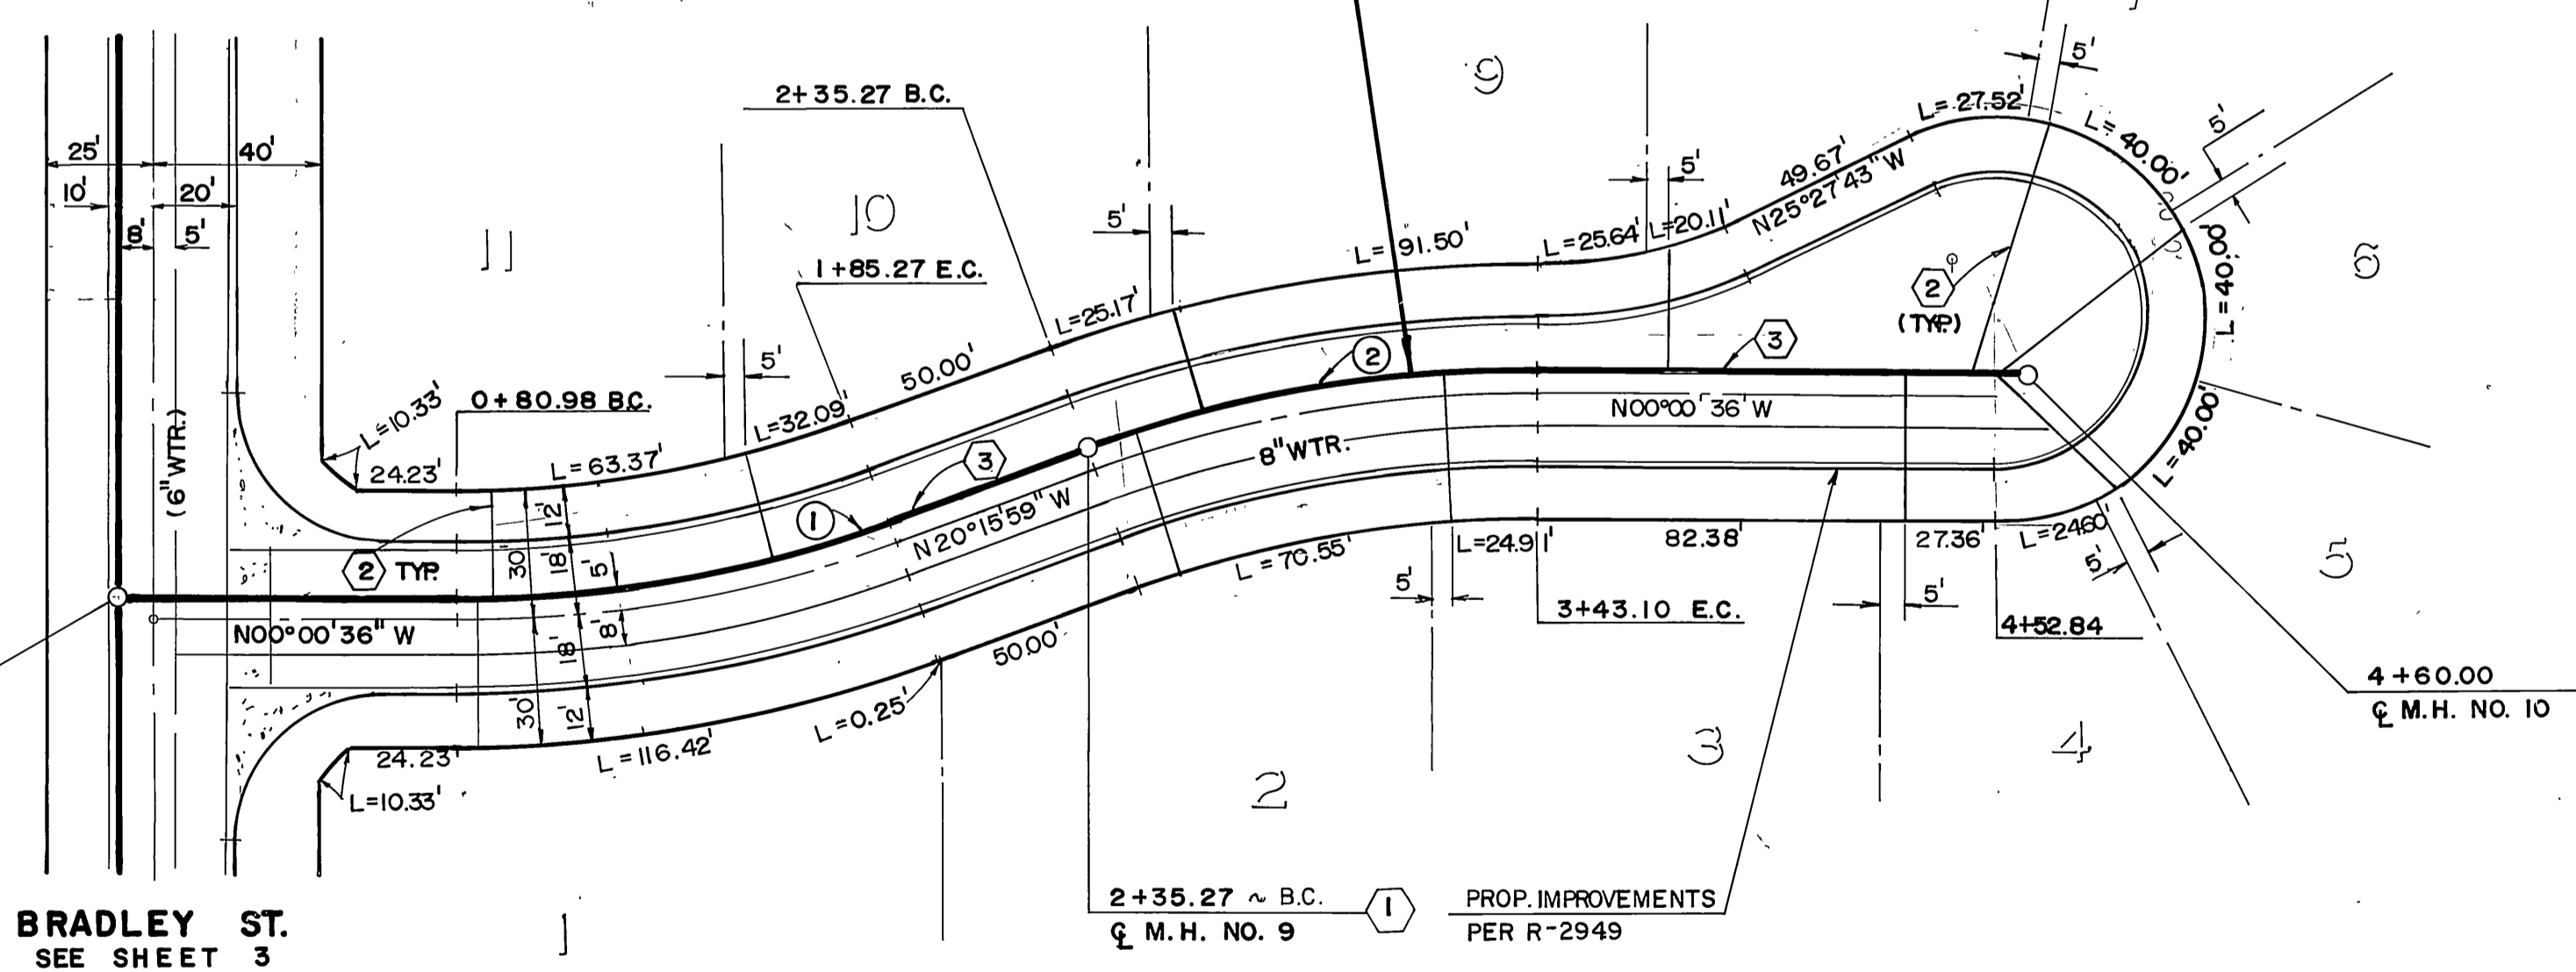 2+35.27 B.C.
9
5'
L=27.52'
L=40.00'
5'
25'
40'
10'
20'
8'
5'
11
10
1+85.27 E.C.
5'
L=91.50'
L=25.64'
L=20.11'
5'
49.67'
N25°27'43"W
L=40.00'
6
2
(TYP.)
L=25.17'
50.00'
5'
L=32.09'
2
3
N00°00'36"W
L=40.00'
(6"WTR.)
L=10.33'
0+80.98 B.C.
24.23'
L=63.37'
12'
30'
18'
5'
2 TYP.
1
3
N20°15'59"W
8"WTR.
N00°00'36"W
8'
18'
30'
12'
24.23'
L=10.33'
L=116.42'
L=0.25'
50.00'
L=70.55'
5'
L=24.91'
82.38'
27.36'
L=24.60'
5'
5
3+43.10 E.C.
5'
4+52.84
4+60.00
℄ M.H. NO. 10
2
3
4
1
2+35.27 ~ B.C.
℄ M.H. NO. 9
1
PROP. IMPROVEMENTS
PER R-2949
BRADLEY ST.
SEE SHEET 3